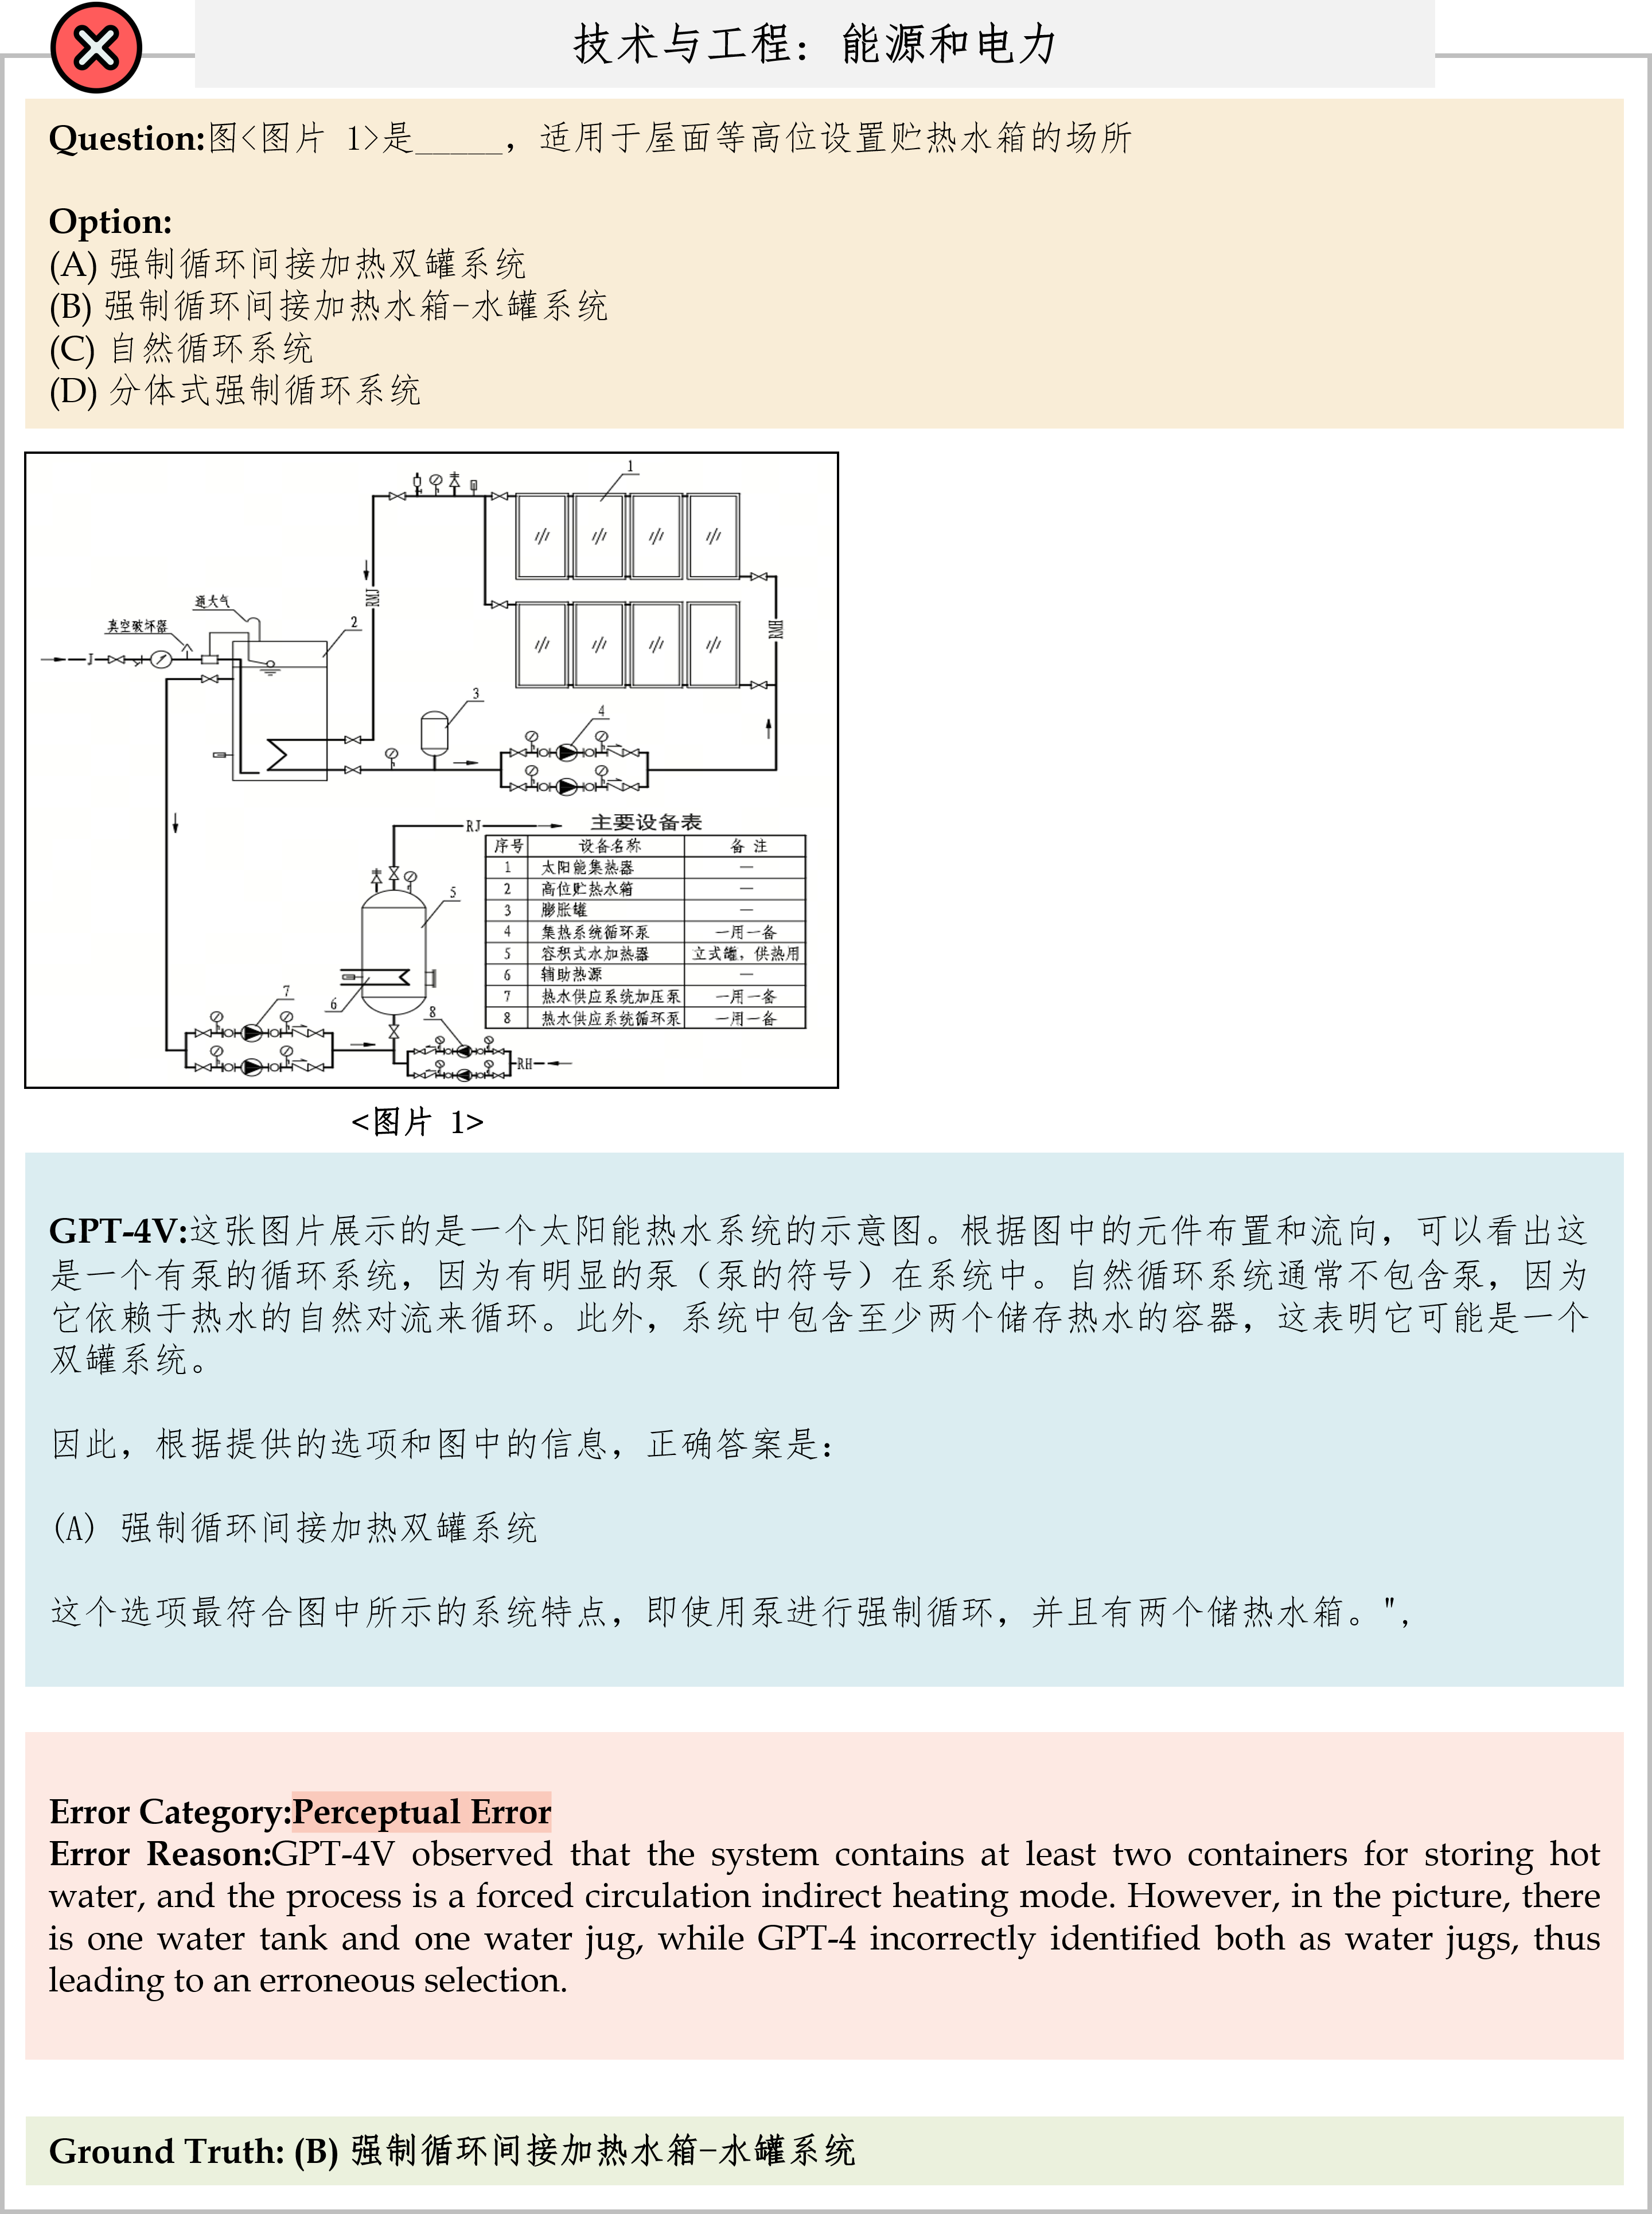 技术与工程：能源和电力
Question:图<图片 1>是_____，适用于屋面等高位设置贮热水箱的场所
Option:
(A) 强制循环间接加热双罐系统
(B) 强制循环间接加热水箱-水罐系统
(C) 自然循环系统
(D) 分体式强制循环系统
1
RMJ
通大气
真空破坏器
2
J
RMH
3
4
RJ
主要设备表
序号 设备名称 备 注
1 太阳能集热器 —
2 高位贮热水箱 —
3 膨胀罐 —
4 集热系统循环泵 一用一备
5 容积式水加热器 立式罐，供热用
6 辅助热源 —
7 热水供应系统加压泵 一用一备
8 热水供应系统循环泵 一用一备
5
6
7
8
RH
<图片 1>
GPT-4V:这张图片展示的是一个太阳能热水系统的示意图。根据图中的元件布置和流向，可以看出这
是一个有泵的循环系统，因为有明显的泵（泵的符号）在系统中。自然循环系统通常不包含泵，因为
它依赖于热水的自然对流来循环。此外，系统中包含至少两个储存热水的容器，这表明它可能是一个
双罐系统。
因此，根据提供的选项和图中的信息，正确答案是：
(A) 强制循环间接加热双罐系统
这个选项最符合图中所示的系统特点，即使用泵进行强制循环，并且有两个储热水箱。",
Error Category:Perceptual Error
Error Reason:GPT-4V observed that the system contains at least two containers for storing hot
water, and the process is a forced circulation indirect heating mode. However, in the picture, there
is one water tank and one water jug, while GPT-4 incorrectly identified both as water jugs, thus
leading to an erroneous selection.
Ground Truth: (B) 强制循环间接加热水箱-水罐系统